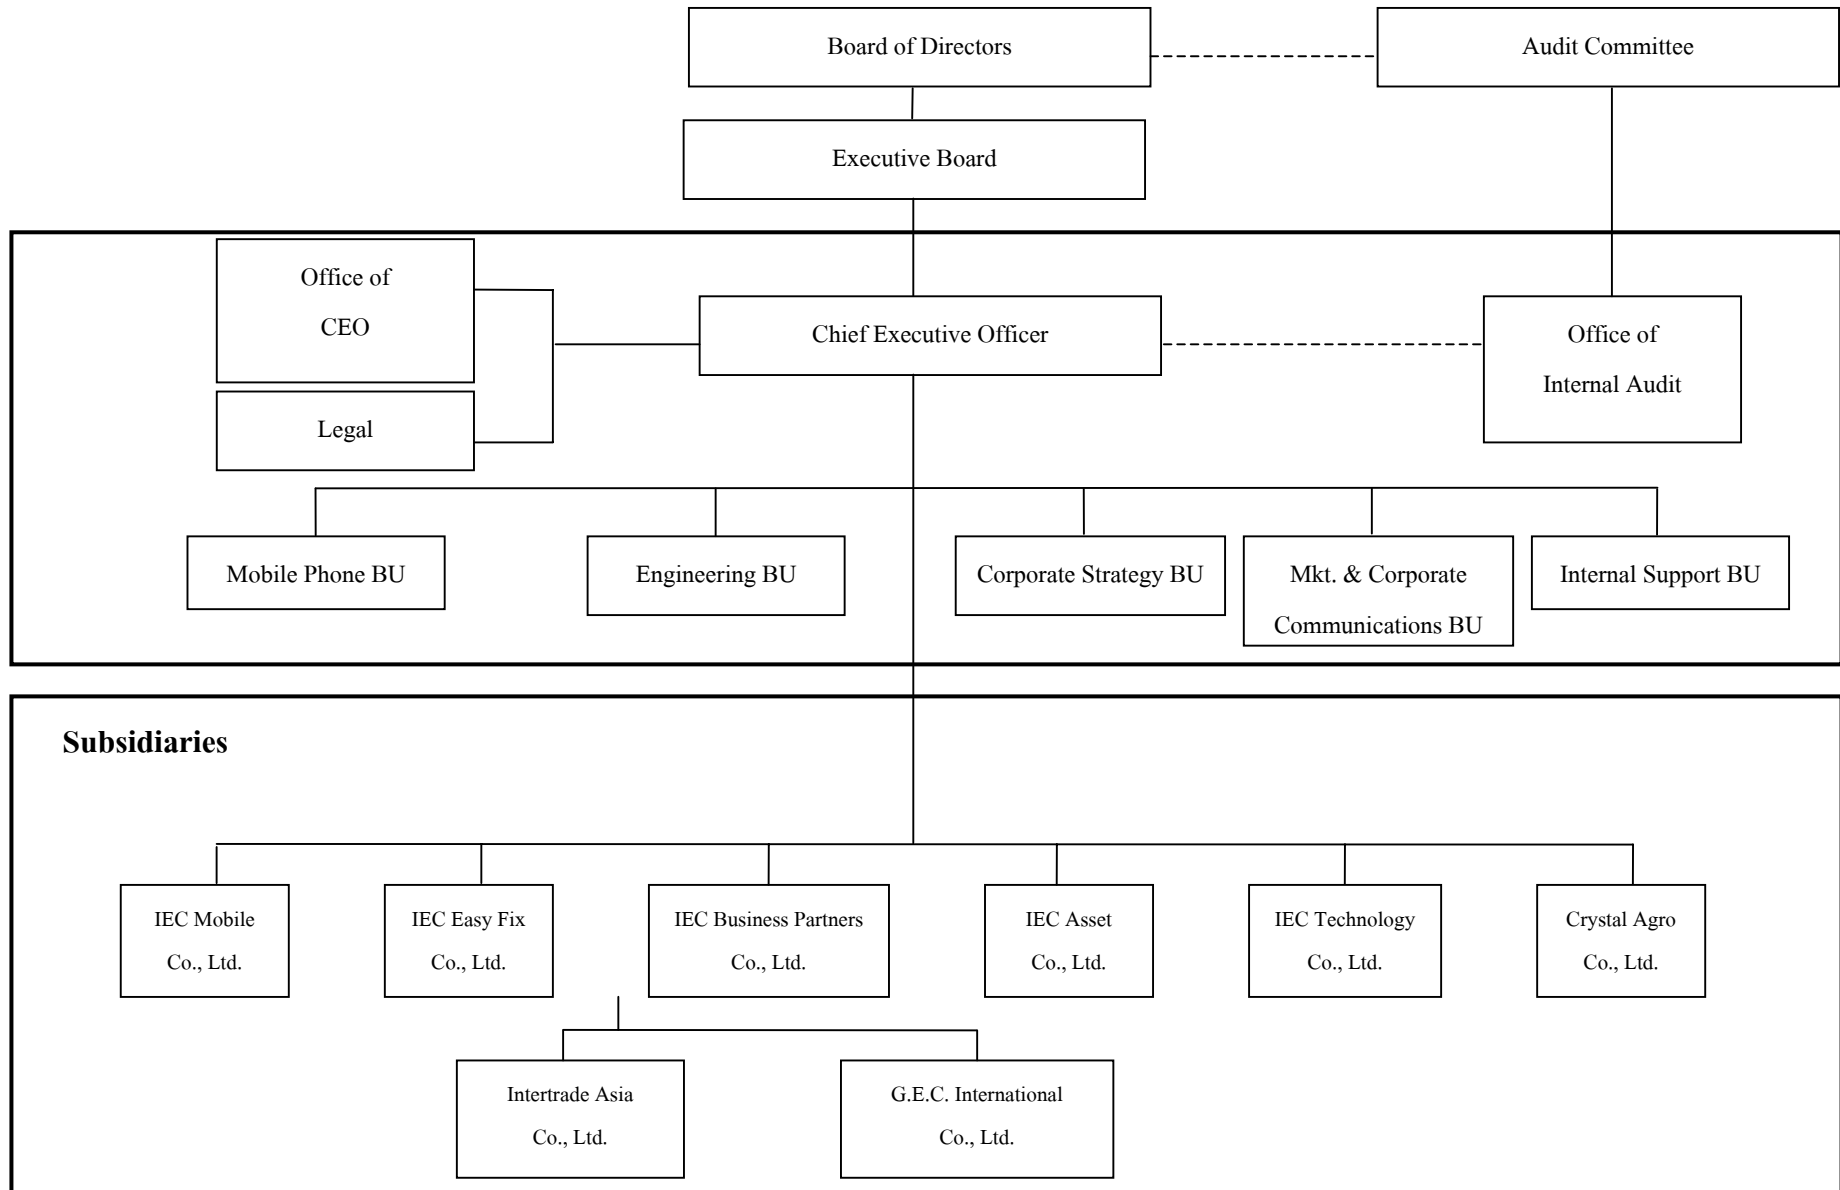 Board of Directors
Audit Committee
Executive Board
Office of
CEO
Chief Executive Officer
Office of
Internal Audit
Legal
Mobile Phone BU
Engineering BU
Corporate Strategy BU
Mkt. & Corporate
Communications BU
Internal Support BU
Subsidiaries
IEC Mobile
Co., Ltd.
IEC Easy Fix
Co., Ltd.
IEC Business Partners
Co., Ltd.
IEC Asset
Co., Ltd.
IEC Technology
Co., Ltd.
Crystal Agro
Co., Ltd.
Intertrade Asia
Co., Ltd.
G.E.C. International
Co., Ltd.